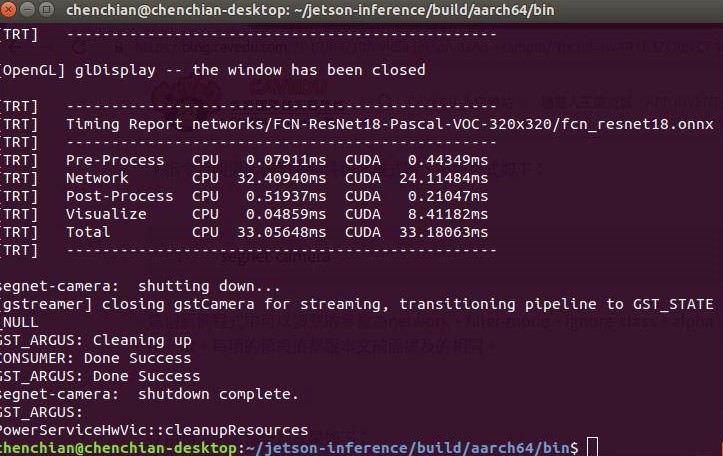 chenchian@chenchian-desktop: ~/jetson-inference/build/aarch64/bin
[TRT]   ------------------------------------------------
[OpenGL] glDisplay -- the window has been closed
[TRT]   ------------------------------------------------
[TRT]   Timing Report networks/FCN-ResNet18-Pascal-VOC-320x320/fcn_resnet18.onnx
[TRT]   ------------------------------------------------
[TRT]   Pre-Process   CPU   0.07911ms  CUDA   0.44349ms
[TRT]   Network       CPU  32.40940ms  CUDA  24.11484ms
[TRT]   Post-Process  CPU   0.51937ms  CUDA   0.21047ms
[TRT]   Visualize     CPU   0.04859ms  CUDA   8.41182ms
[TRT]   Total         CPU  33.05648ms  CUDA  33.18063ms
[TRT]   ------------------------------------------------
segnet-camera
segnet-camera:  shutting down...
[gstreamer] closing gstCamera for streaming, transitioning pipeline to GST_STATE
_NULL
GST_ARGUS: Cleaning up
CONSUMER: Done Success
GST_ARGUS: Done Success
segnet-camera:  shutdown complete.
GST_ARGUS:
PowerServiceHwVic::cleanupResources
chenchian@chenchian-desktop:~/jetson-inference/build/aarch64/bin$